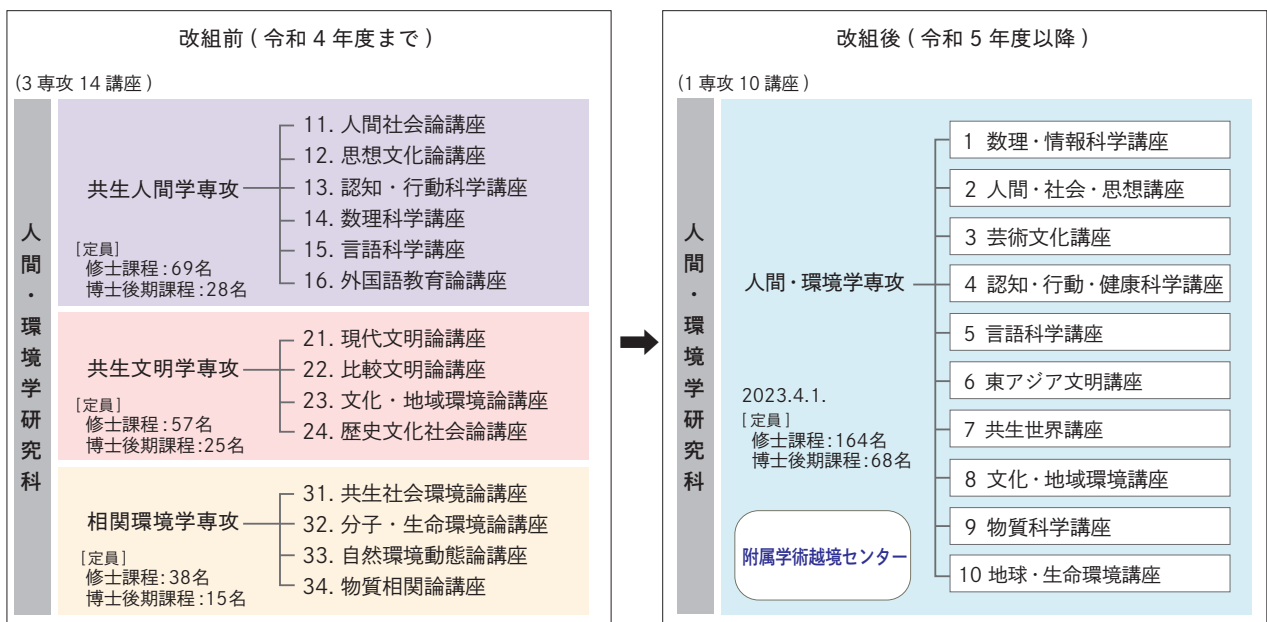 改組前 ( 令和 4 年度まで )
(3 専攻 14 講座 )
人間・環境学研究科
共生人間学専攻
[定員]
修士課程:69名
博士後期課程:28名
11. 人間社会論講座
12. 思想文化論講座
13. 認知・行動科学講座
14. 数理科学講座
15. 言語科学講座
16. 外国語教育論講座
共生文明学専攻
[定員]
修士課程:57名
博士後期課程:25名
21. 現代文明論講座
22. 比較文明論講座
23. 文化・地域環境論講座
24. 歴史文化社会論講座
相関環境学専攻
[定員]
修士課程:38名
博士後期課程:15名
31. 共生社会環境論講座
32. 分子・生命環境論講座
33. 自然環境動態論講座
34. 物質相関論講座
改組後 ( 令和 5 年度以降 )
(1 専攻 10 講座 )
人間・環境学研究科
人間・環境学専攻
2023.4.1.
[定員]
修士課程:164名
博士後期課程:68名
附属学術越境センター
1 数理・情報科学講座
2 人間・社会・思想講座
3 芸術文化講座
4 認知・行動・健康科学講座
5 言語科学講座
6 東アジア文明講座
7 共生世界講座
8 文化・地域環境講座
9 物質科学講座
10 地球・生命環境講座